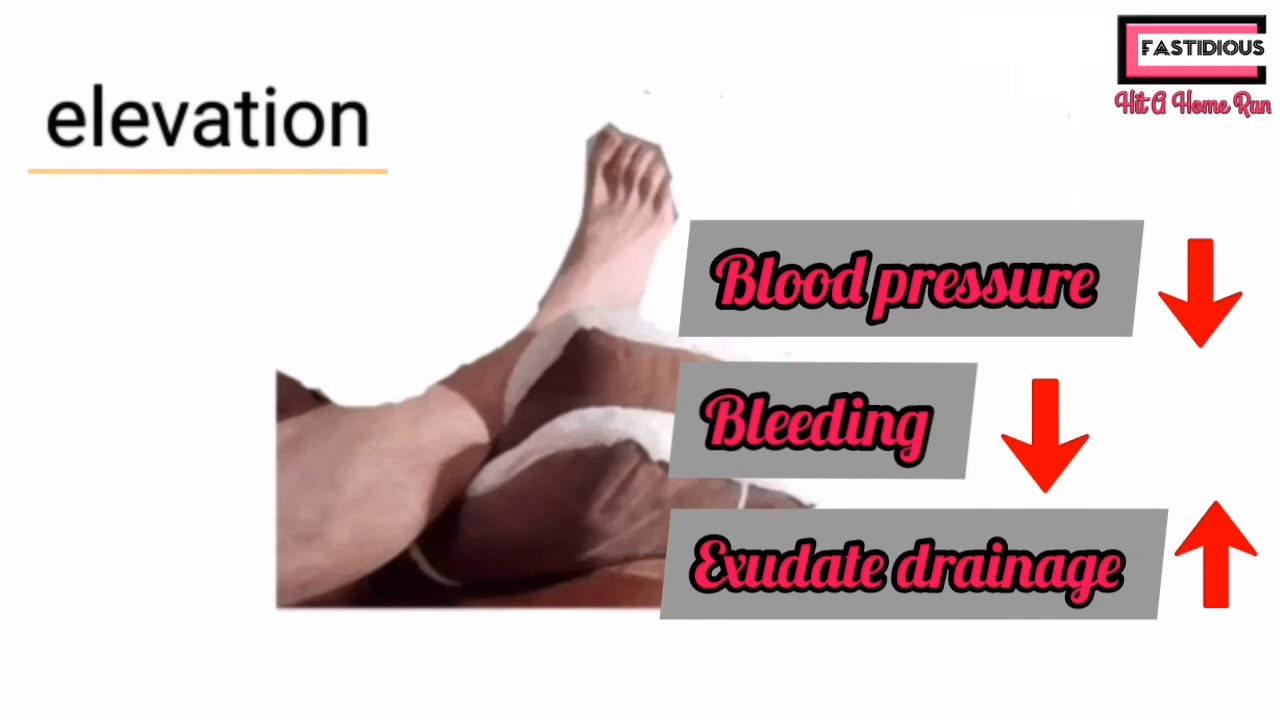 elevation
FASTIDIOUS
Hit A Home Run
Blood pressure
Bleeding
Exudate drainage